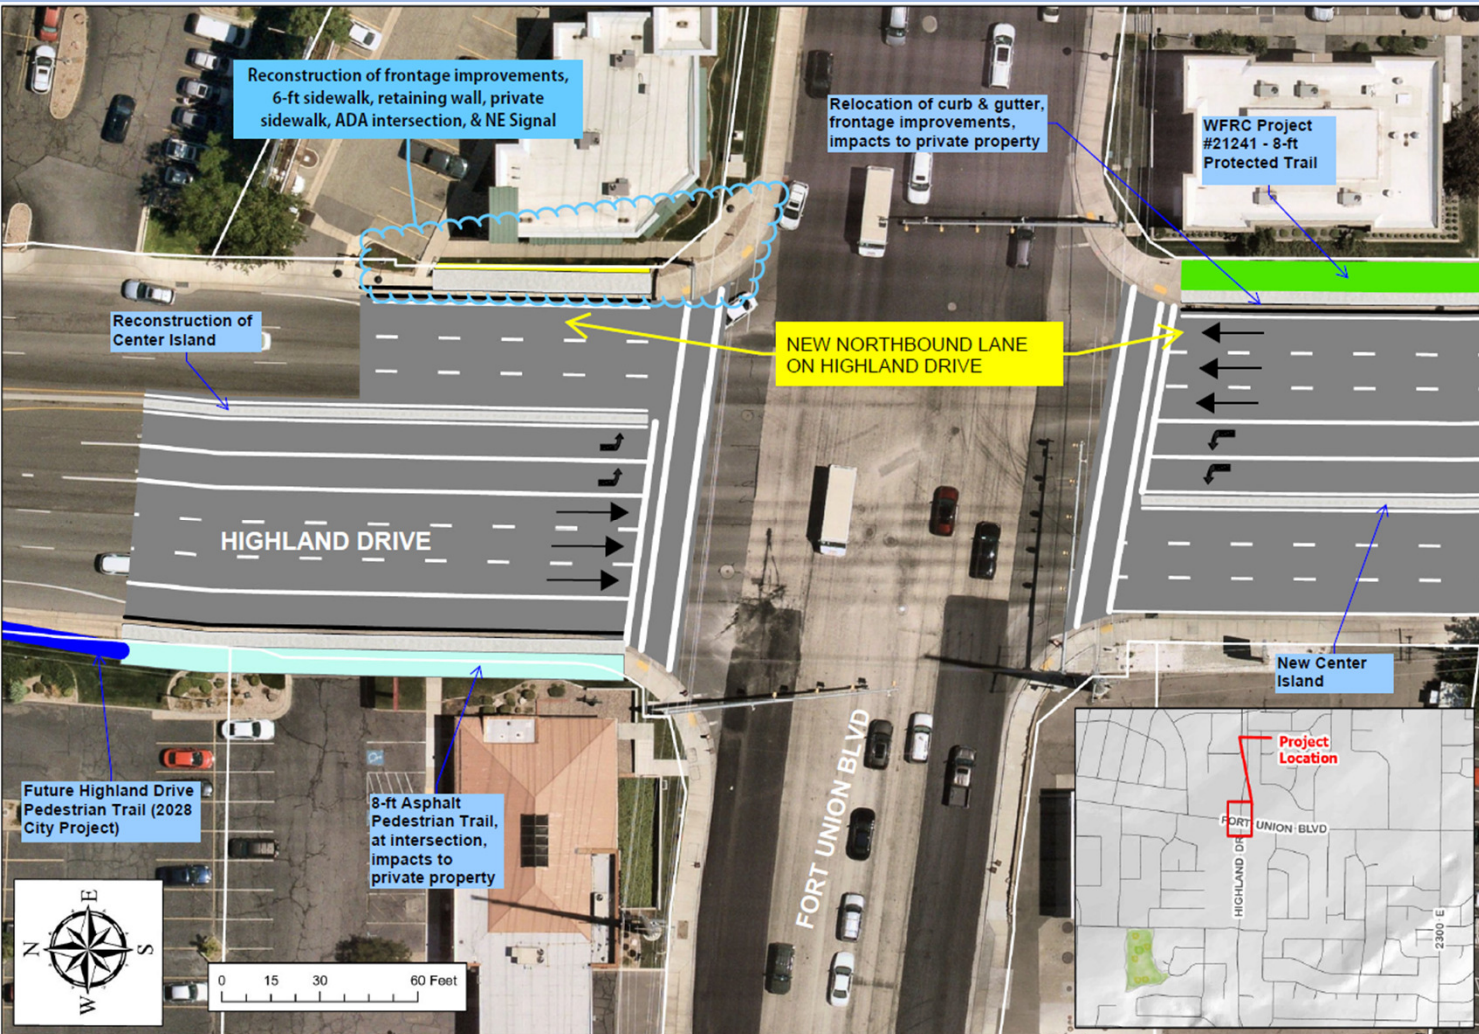 Reconstruction of frontage improvements,
6-ft sidewalk, retaining wall, private
sidewalk, ADA intersection, & NE Signal
Relocation of curb & gutter,
frontage improvements,
impacts to private property
WFRC Project
#21241 - 8-ft
Protected Trail
Reconstruction of
Center Island
NEW NORTHBOUND LANE
ON HIGHLAND DRIVE
HIGHLAND DRIVE
New Center
Island
Future Highland Drive
Pedestrian Trail (2028
City Project)
8-ft Asphalt
Pedestrian Trail,
at intersection,
impacts to
private property
FORT UNION BLVD
Project
Location
FORT UNION BLVD
HIGHLAND DR
2300 E
E
N
S
W
0 15 30 60 Feet